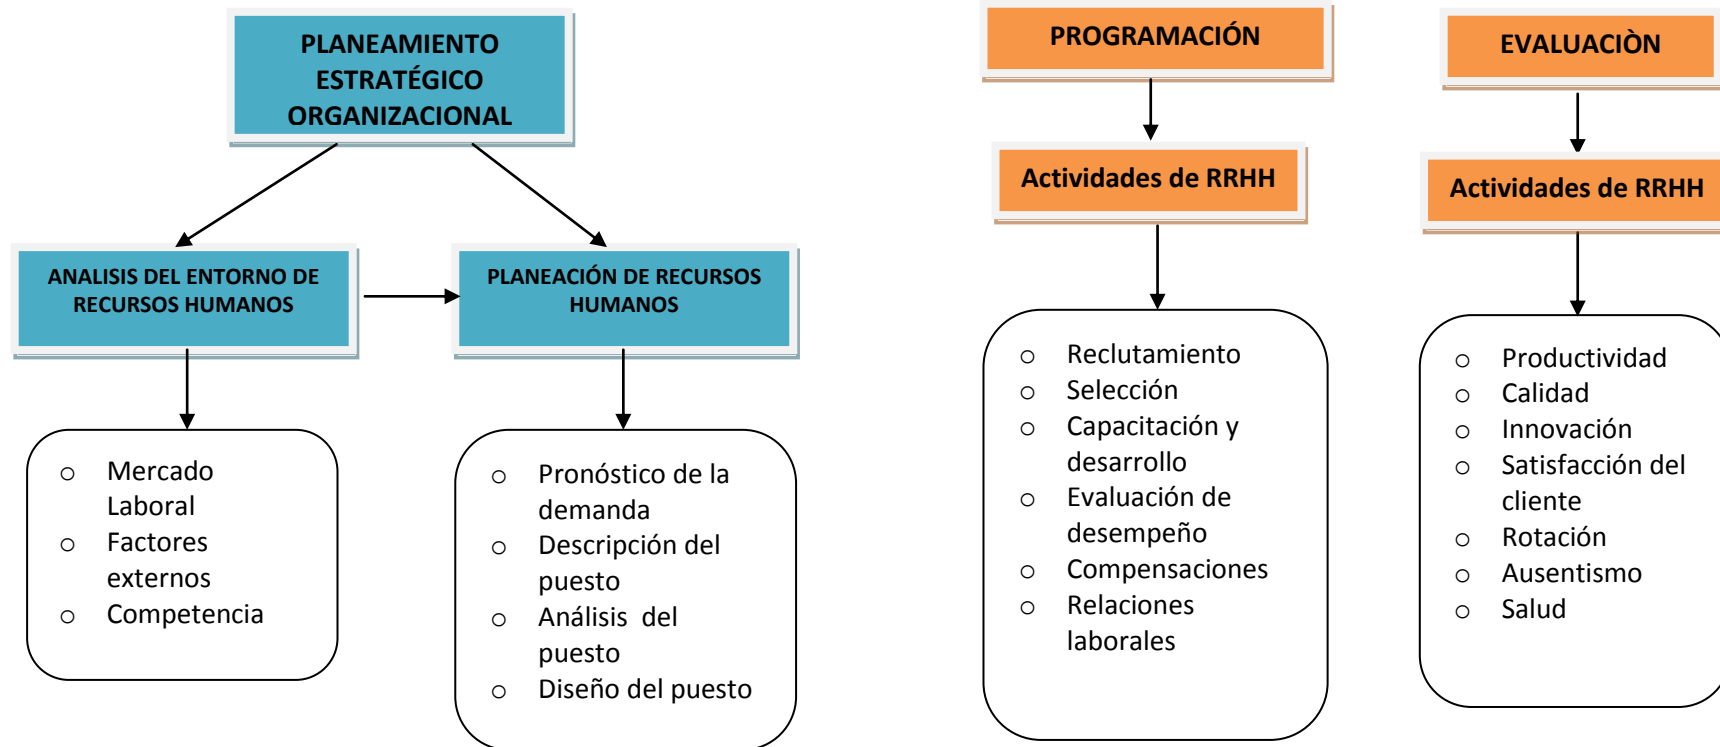 PLANEAMIENTO
ESTRATÉGICO
ORGANIZACIONAL
ANALISIS DEL ENTORNO DE
RECURSOS HUMANOS
PLANEACIÓN DE RECURSOS
HUMANOS
o Mercado
Laboral
o Factores
externos
o Competencia
o Pronóstico de la
demanda
o Descripción del
puesto
o Análisis  del
puesto
o Diseño del puesto
PROGRAMACIÓN
Actividades de RRHH
o Reclutamiento
o Selección
o Capacitación y
desarrollo
o Evaluación de
desempeño
o Compensaciones
o Relaciones
laborales
EVALUACIÒN
Actividades de RRHH
o Productividad
o Calidad
o Innovación
o Satisfacción del
cliente
o Rotación
o Ausentismo
o Salud